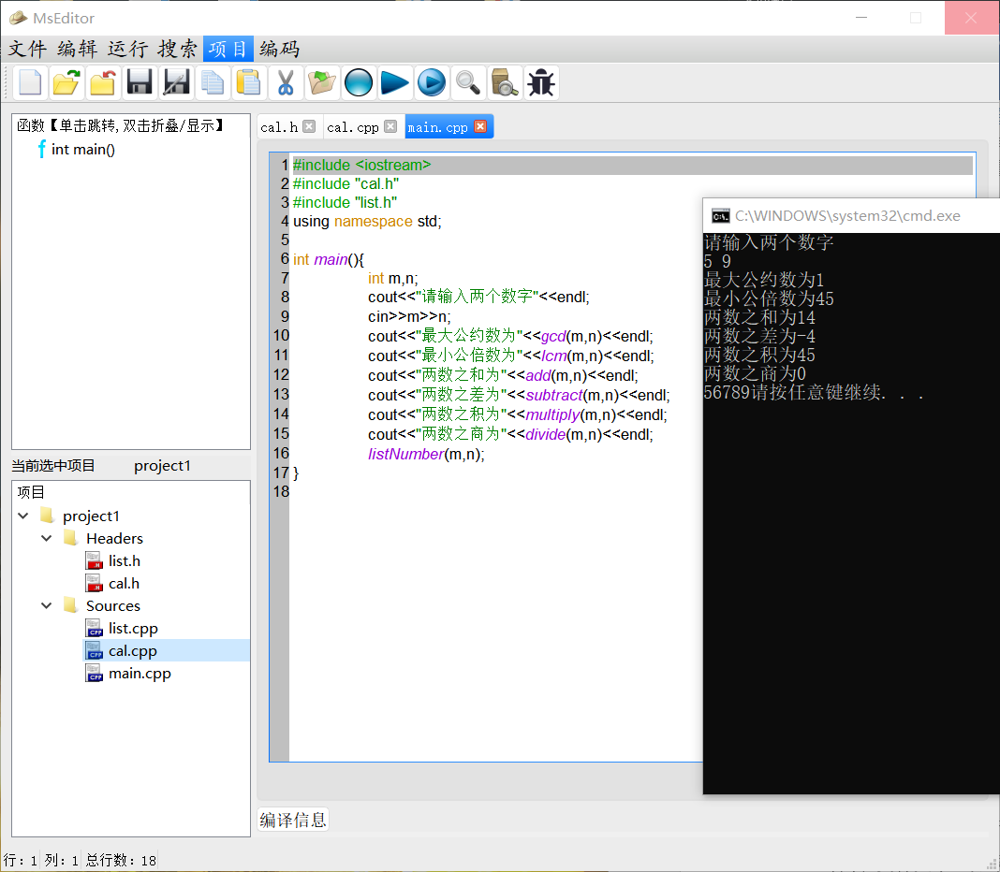 MsEditor
文件 编辑 运行 搜索 项目 编码
函数【单击跳转,双击折叠/显示】
int main()
当前选中项目 project1
项目
project1
Headers
list.h
cal.h
Sources
list.cpp
cal.cpp
main.cpp
cal.h cal.cpp main.cpp
1 #include <iostream>
2 #include "cal.h"
3 #include "list.h"
4 using namespace std;
5
6 int main(){
7 int m,n;
8 cout<<"请输入两个数字"<<endl;
9 cin>>m>>n;
10 cout<<"最大公约数为"<<gcd(m,n)<<endl;
11 cout<<"最小公倍数为"<<lcm(m,n)<<endl;
12 cout<<"两数之和为"<<add(m,n)<<endl;
13 cout<<"两数之差为"<<subtract(m,n)<<endl;
14 cout<<"两数之积为"<<multiply(m,n)<<endl;
15 cout<<"两数之商为"<<divide(m,n)<<endl;
16 listNumber(m,n);
17 }
18
C:\WINDOWS\system32\cmd.exe
请输入两个数字
5 9
最大公约数为1
最小公倍数为45
两数之和为14
两数之差为-4
两数之积为45
两数之商为0
56789请按任意键继续. . .
编译信息
行: 1 列: 1 总行数: 18